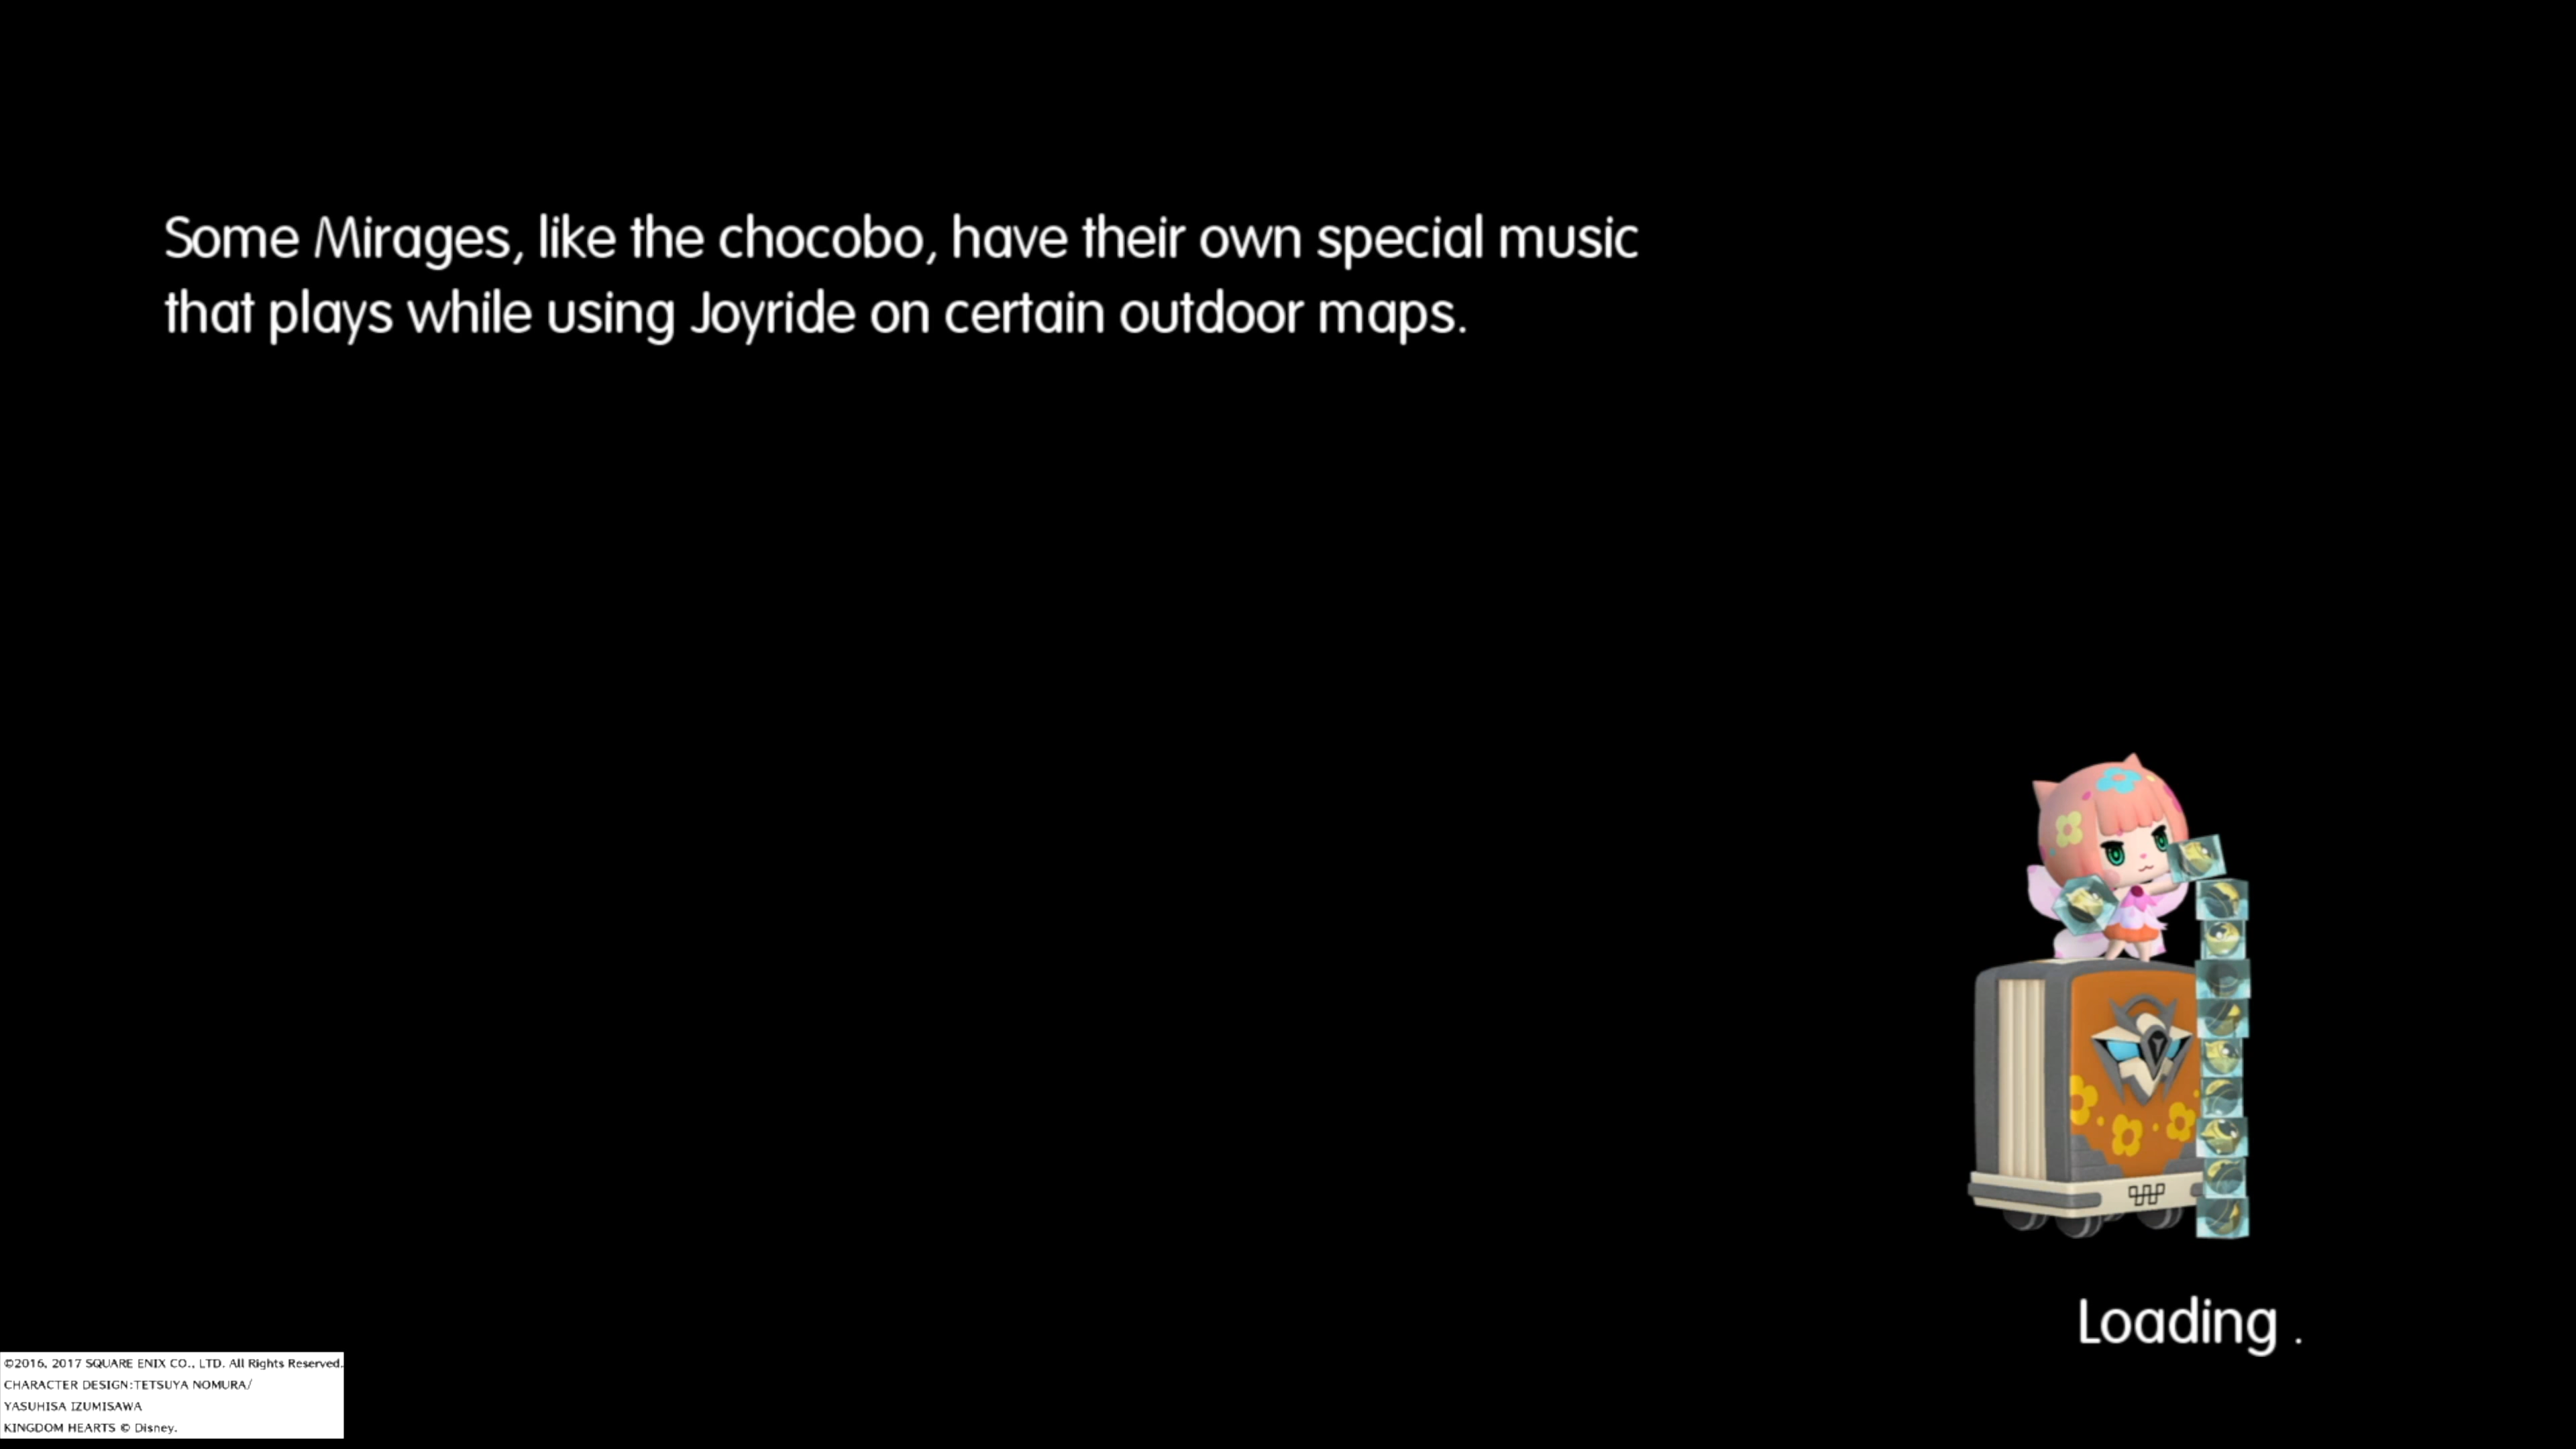 Some Mirages, like the chocobo, have their own special music
that plays while using Joyride on certain outdoor maps.
Loading .
©2016, 2017 SQUARE ENIX CO., LTD. All Rights Reserved.
CHARACTER DESIGN:TETSUYA NOMURA/
YASUHISA IZUMISAWA
KINGDOM HEARTS © Disney.